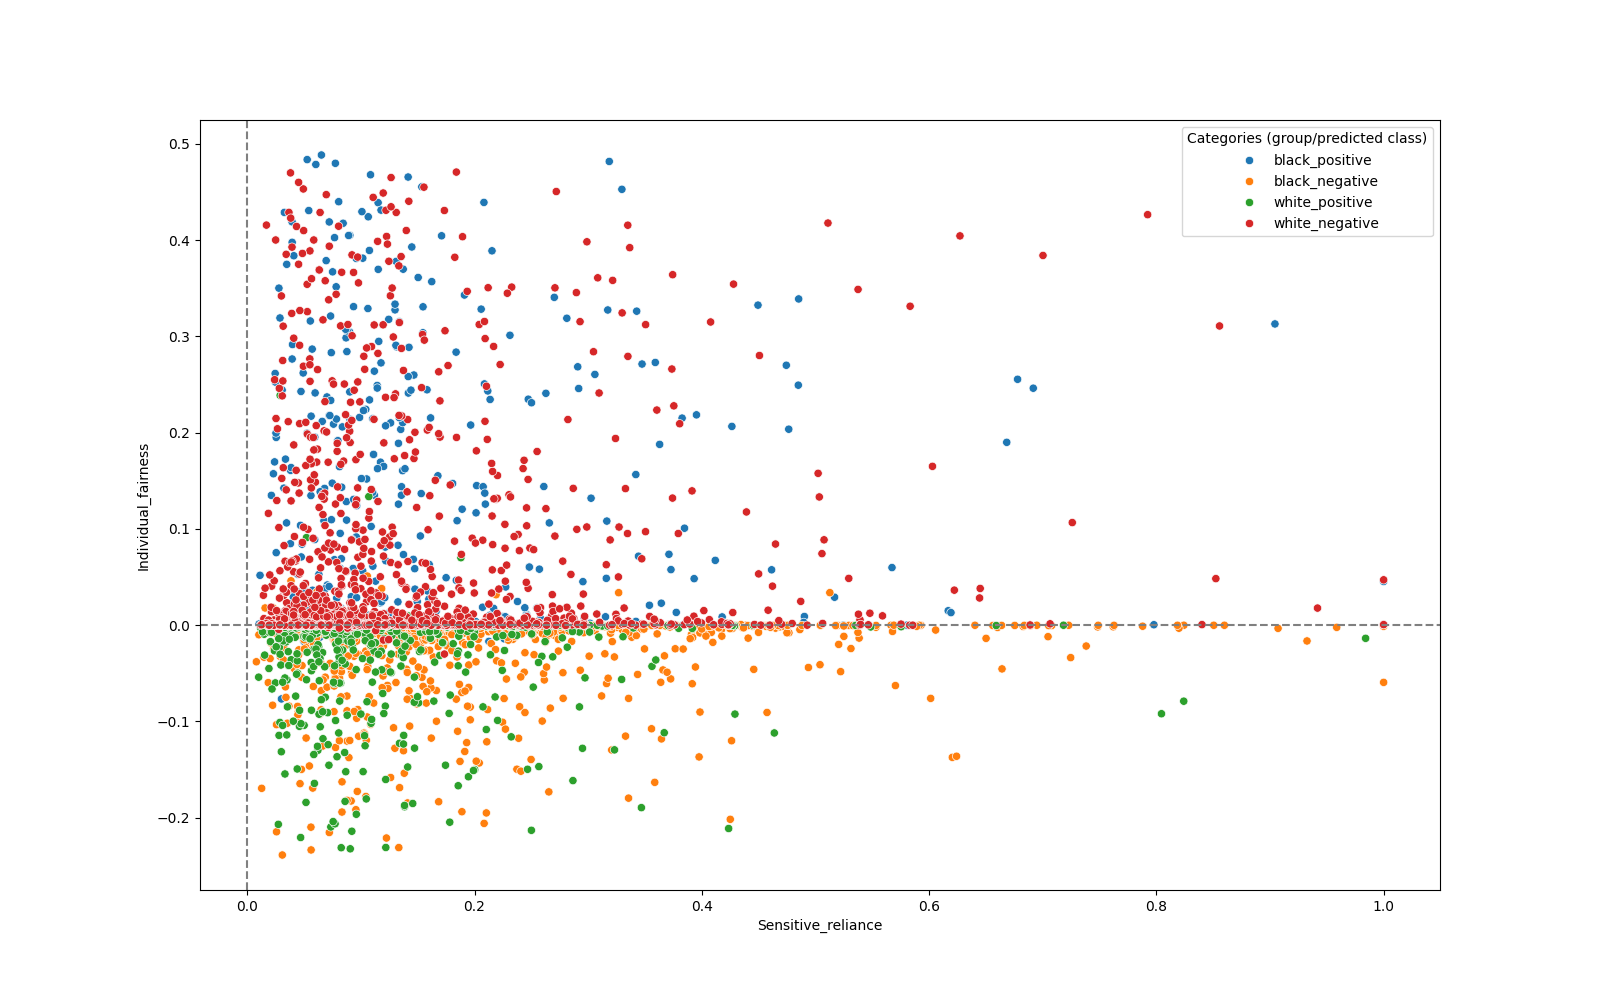 Categories (group/predicted class)
black_positive
black_negative
white_positive
white_negative
0.5
0.4
0.3
0.2
0.1
0.0
−0.1
−0.2
Individual_fairness
0.0
0.2
0.4
0.6
0.8
1.0
Sensitive_reliance